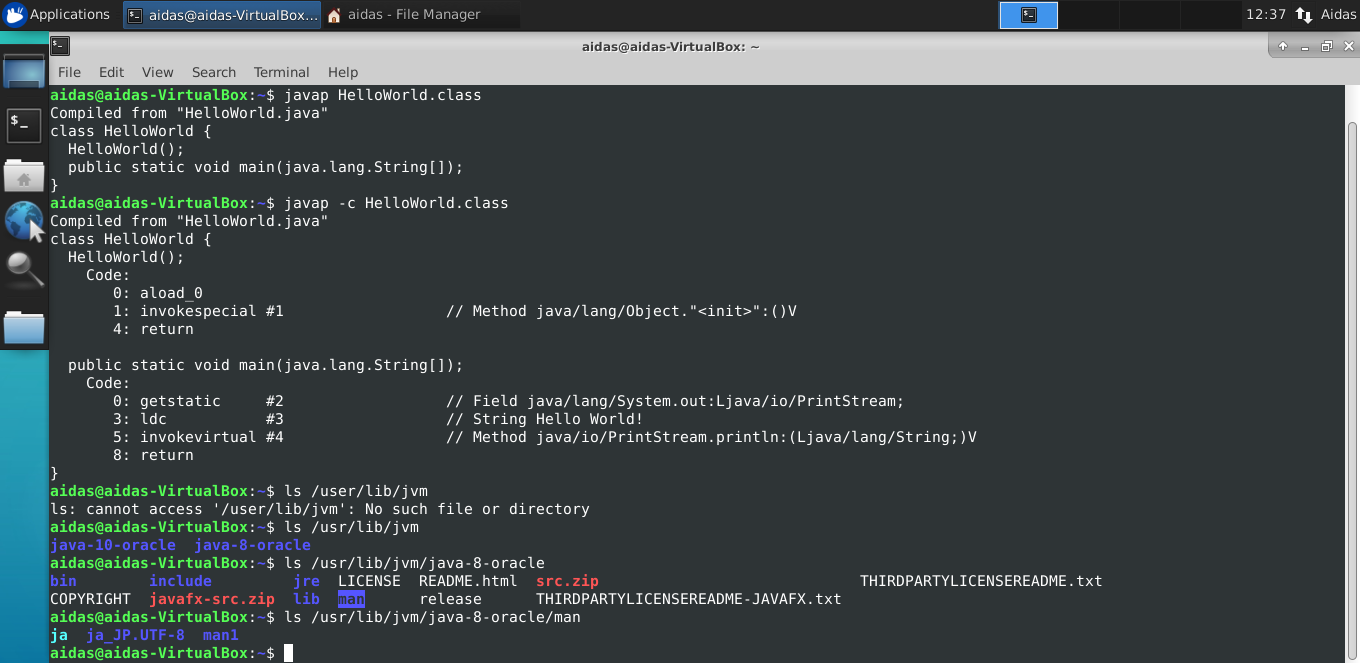 Applications aidas@aidas-VirtualBox... aidas - File Manager 12:37 Aidas
aidas@aidas-VirtualBox: ~
File Edit View Search Terminal Help
aidas@aidas-VirtualBox:~$ javap HelloWorld.class
Compiled from "HelloWorld.java"
class HelloWorld {
  HelloWorld();
  public static void main(java.lang.String[]);
}
aidas@aidas-VirtualBox:~$ javap -c HelloWorld.class
Compiled from "HelloWorld.java"
class HelloWorld {
  HelloWorld();
    Code:
       0: aload_0
       1: invokespecial #1                  // Method java/lang/Object."<init>":()V
       4: return

  public static void main(java.lang.String[]);
    Code:
       0: getstatic     #2                  // Field java/lang/System.out:Ljava/io/PrintStream;
       3: ldc           #3                  // String Hello World!
       5: invokevirtual #4                  // Method java/io/PrintStream.println:(Ljava/lang/String;)V
       8: return
}
aidas@aidas-VirtualBox:~$ ls /user/lib/jvm
ls: cannot access '/user/lib/jvm': No such file or directory
aidas@aidas-VirtualBox:~$ ls /usr/lib/jvm
java-10-oracle  java-8-oracle
aidas@aidas-VirtualBox:~$ ls /usr/lib/jvm/java-8-oracle
bin        include         jre  LICENSE  README.html  src.zip                             THIRDPARTYLICENSEREADME.txt
COPYRIGHT  javafx-src.zip  lib  man      release      THIRDPARTYLICENSEREADME-JAVAFX.txt
aidas@aidas-VirtualBox:~$ ls /usr/lib/jvm/java-8-oracle/man
ja  ja_JP.UTF-8  man1
aidas@aidas-VirtualBox:~$